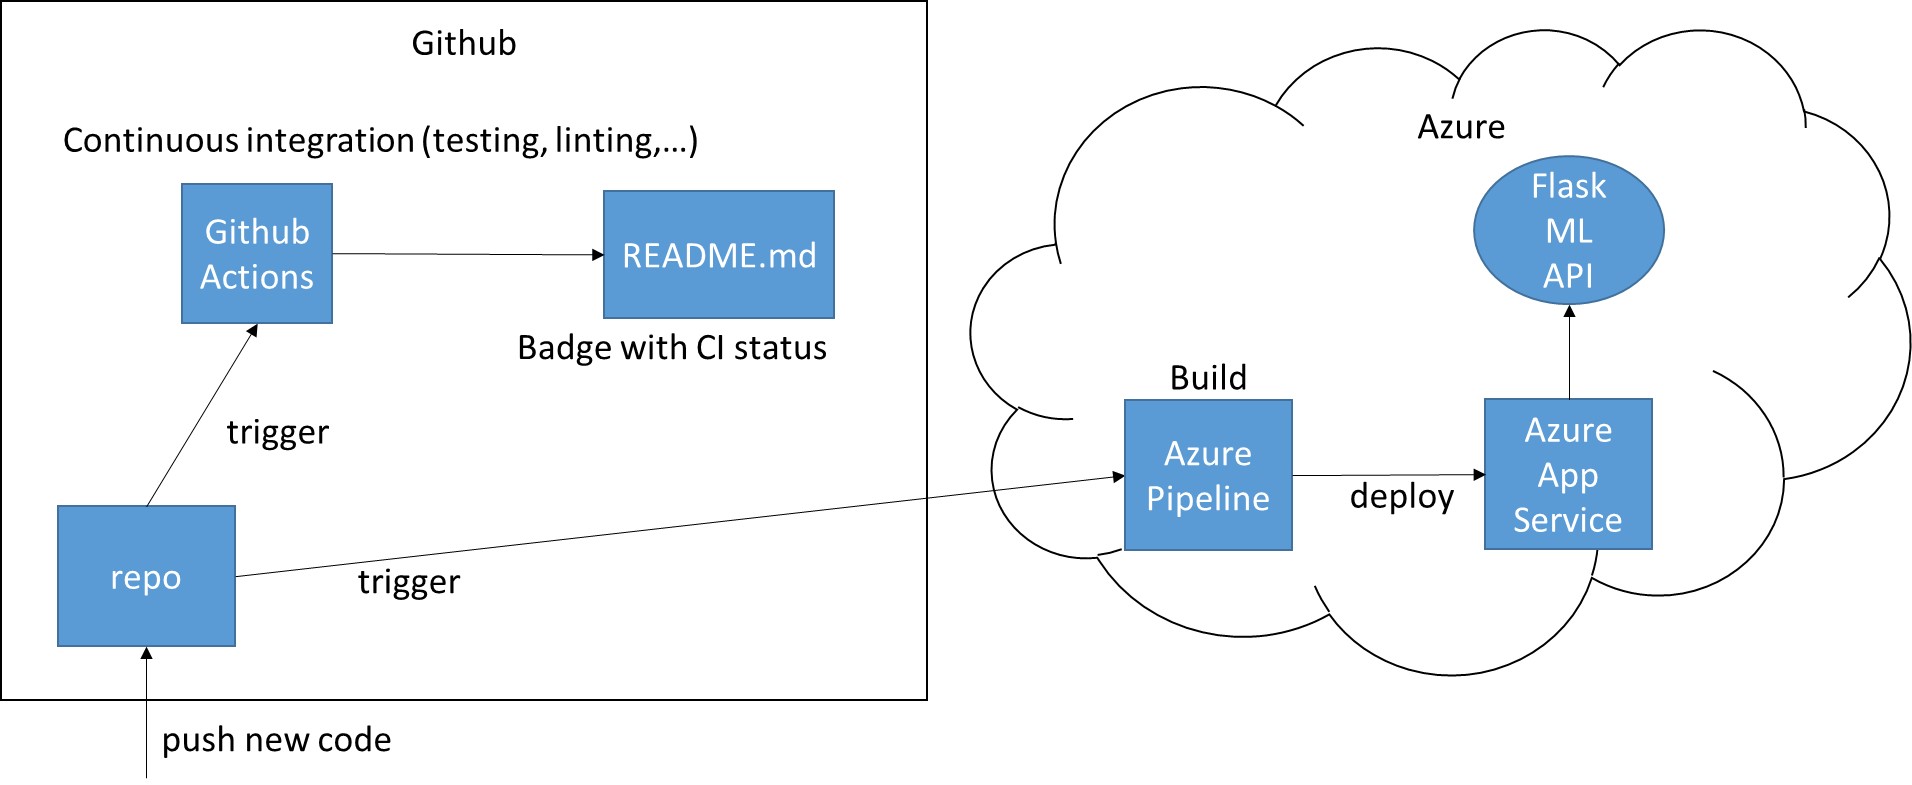 Github
Continuous integration (testing, linting,...)
Github
Actions
README.md
Badge with CI status
trigger
repo
trigger
push new code
Azure
Flask
ML
API
Build
Azure
Pipeline
deploy
Azure
App
Service